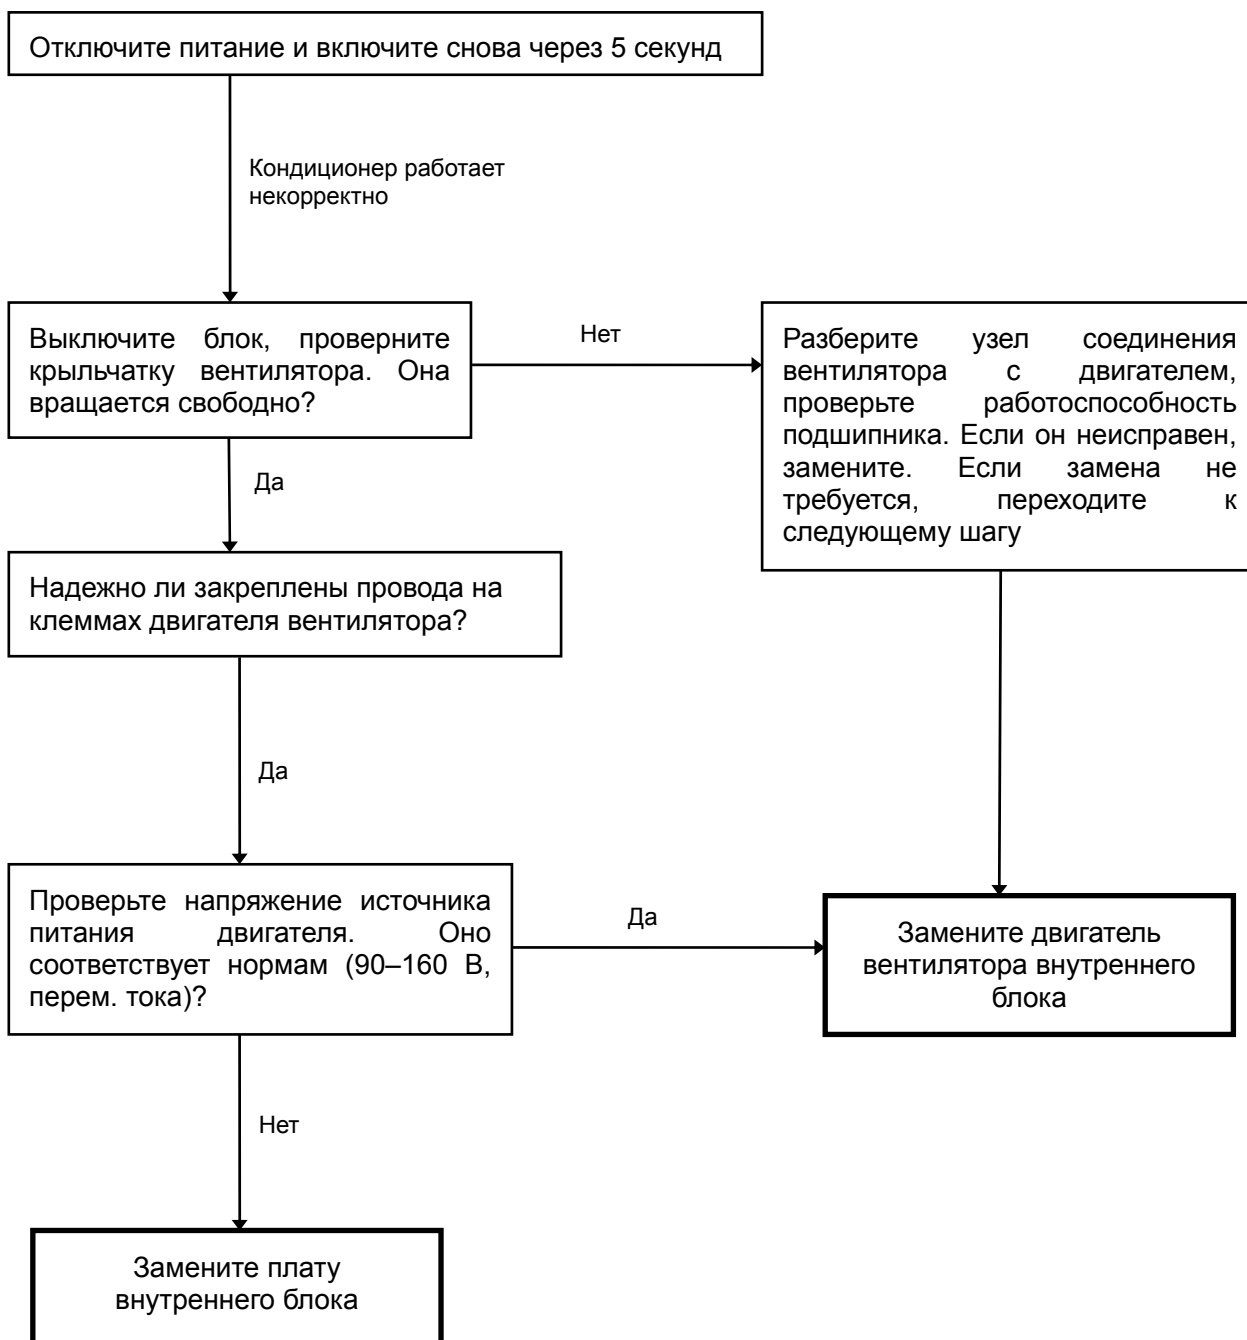 Отключите питание и включите снова через 5 секунд
Кондиционер работает
некорректно
Выключите блок, проверните
крыльчатку вентилятора. Она
вращается свободно?
Нет
Разберите узел соединения
вентилятора с двигателем,
проверьте работоспособность
подшипника. Если он неисправен,
замените. Если замена не
требуется, переходите к
следующему шагу
Да
Надежно ли закреплены провода на
клеммах двигателя вентилятора?
Да
Проверьте напряжение источника
питания двигателя. Оно
соответствует нормам (90–160 В,
перем. тока)?
Да
Замените двигатель
вентилятора внутреннего
блока
Нет
Замените плату
внутреннего блока